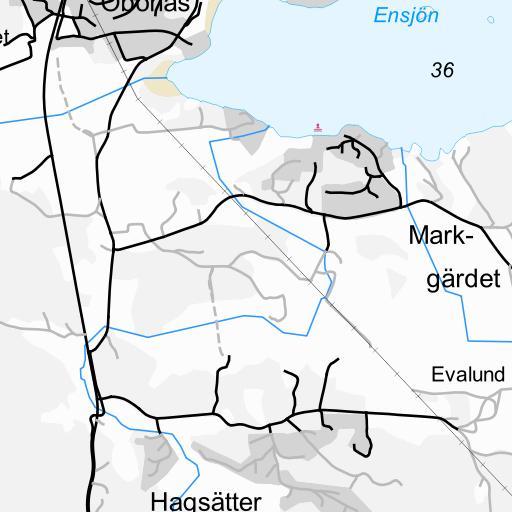 Ensjön
36
Mark-
gärdet
Evalund
Hagsätter